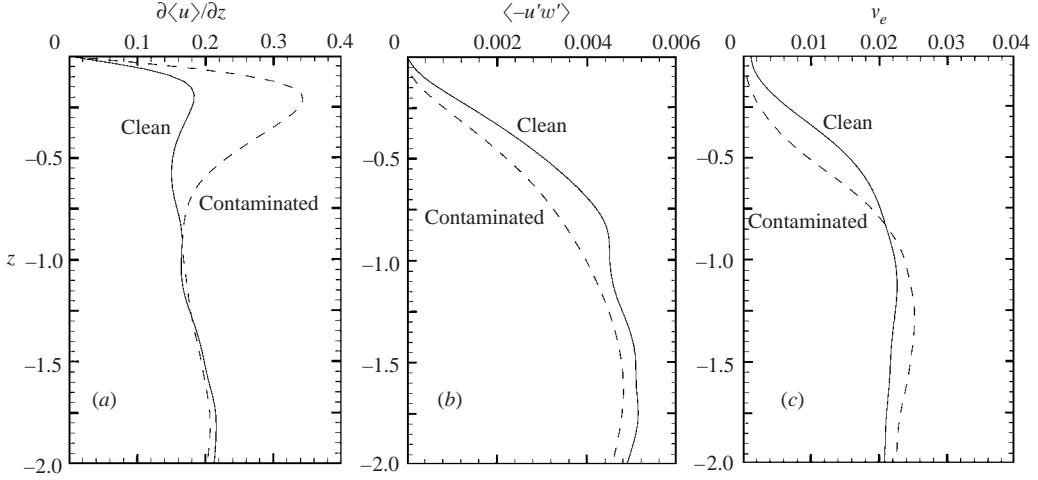 ∂⟨u⟩/∂z
0 0.1 0.2 0.3 0.4
Clean
−0.5
Contaminated
z
−1.0
−1.5
(a)
−2.0
⟨−u′w′⟩
0 0.002 0.004 0.006
Clean
−0.5
Contaminated
−1.0
−1.5
(b)
−2.0
νe
0 0.01 0.02 0.03 0.04
Clean
−0.5
Contaminated
−1.0
−1.5
(c)
−2.0